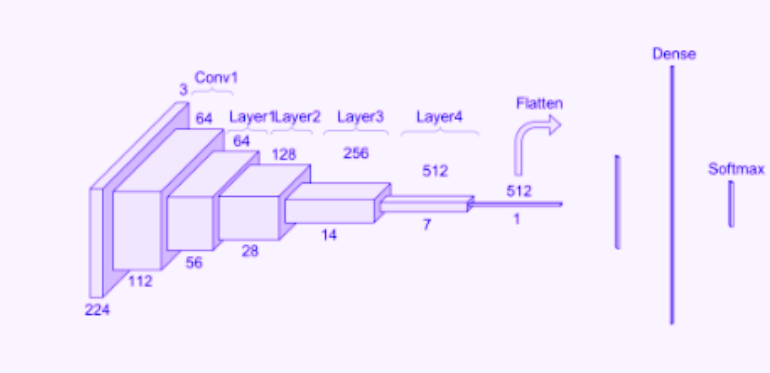 Dense
3
Conv1
Flatten
64
Layer1
Layer2
Layer3
Layer4
64
128
256
512
512
Softmax
1
7
14
28
56
112
224